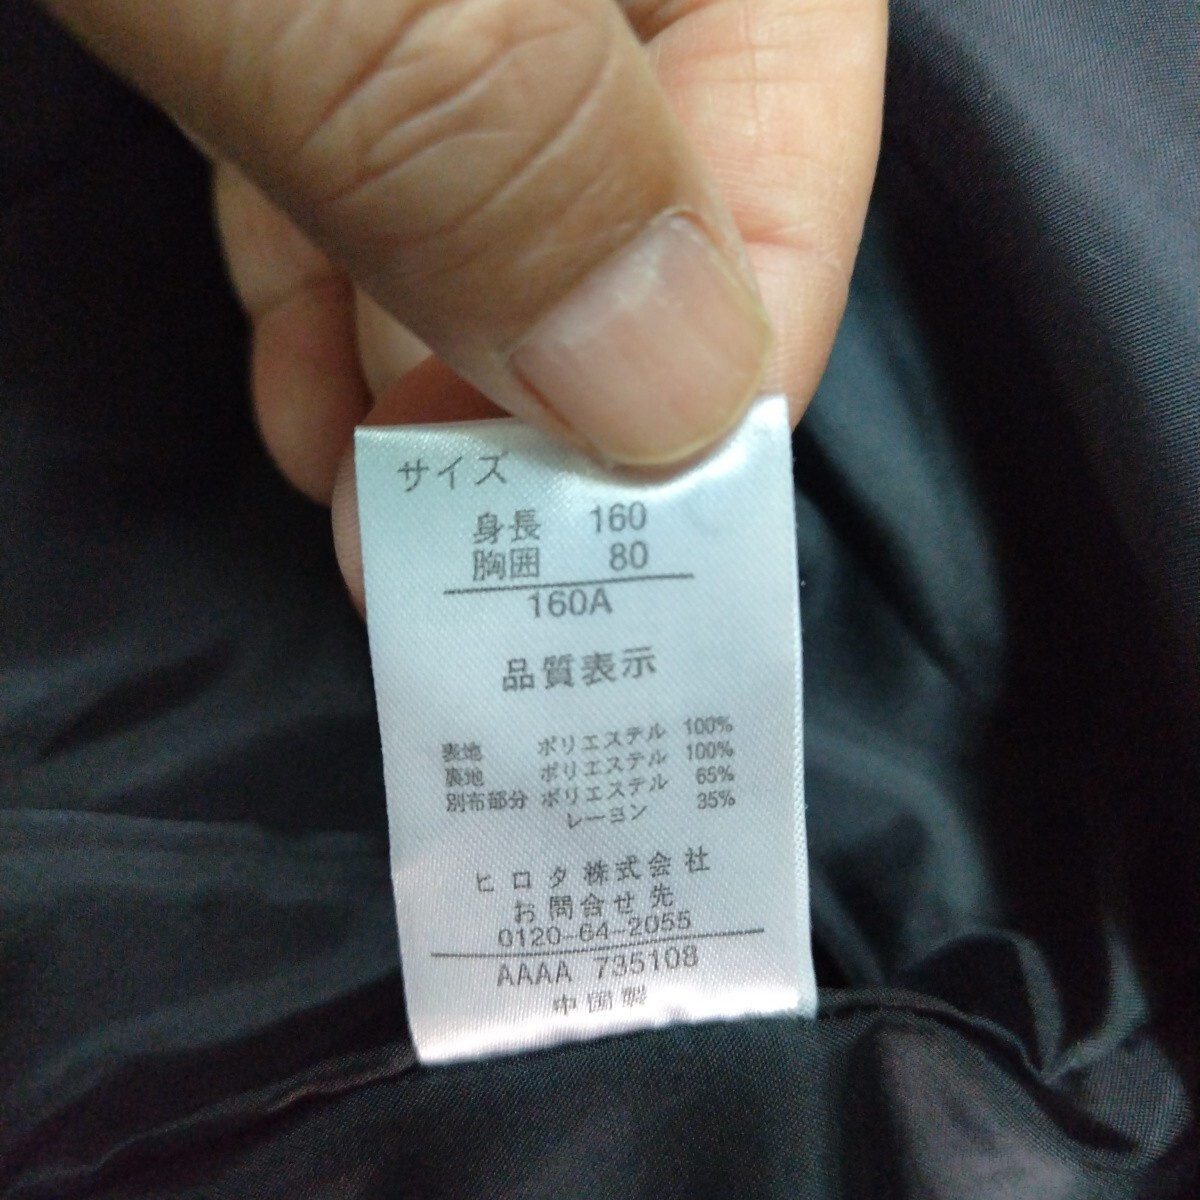 サイズ
身長 160
胸囲 80
160A
品質表示
表地 ポリエステル 100%
裏地 ポリエステル 100%
別布部分 ポリエステル 65%
レーヨン 35%
ヒロタ株式会社
お問合せ先
0120-64-2055
AAAA 735108
中国製